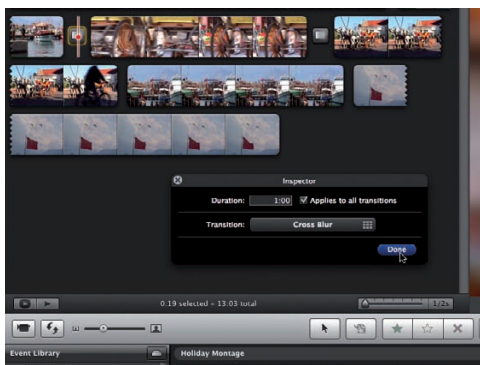 Inspector
Duration: 1:00 Applies to all transitions
Transition: Cross Blur
Done
0:19 selected – 13:03 total
1/2s
Event Library
Holiday Montage